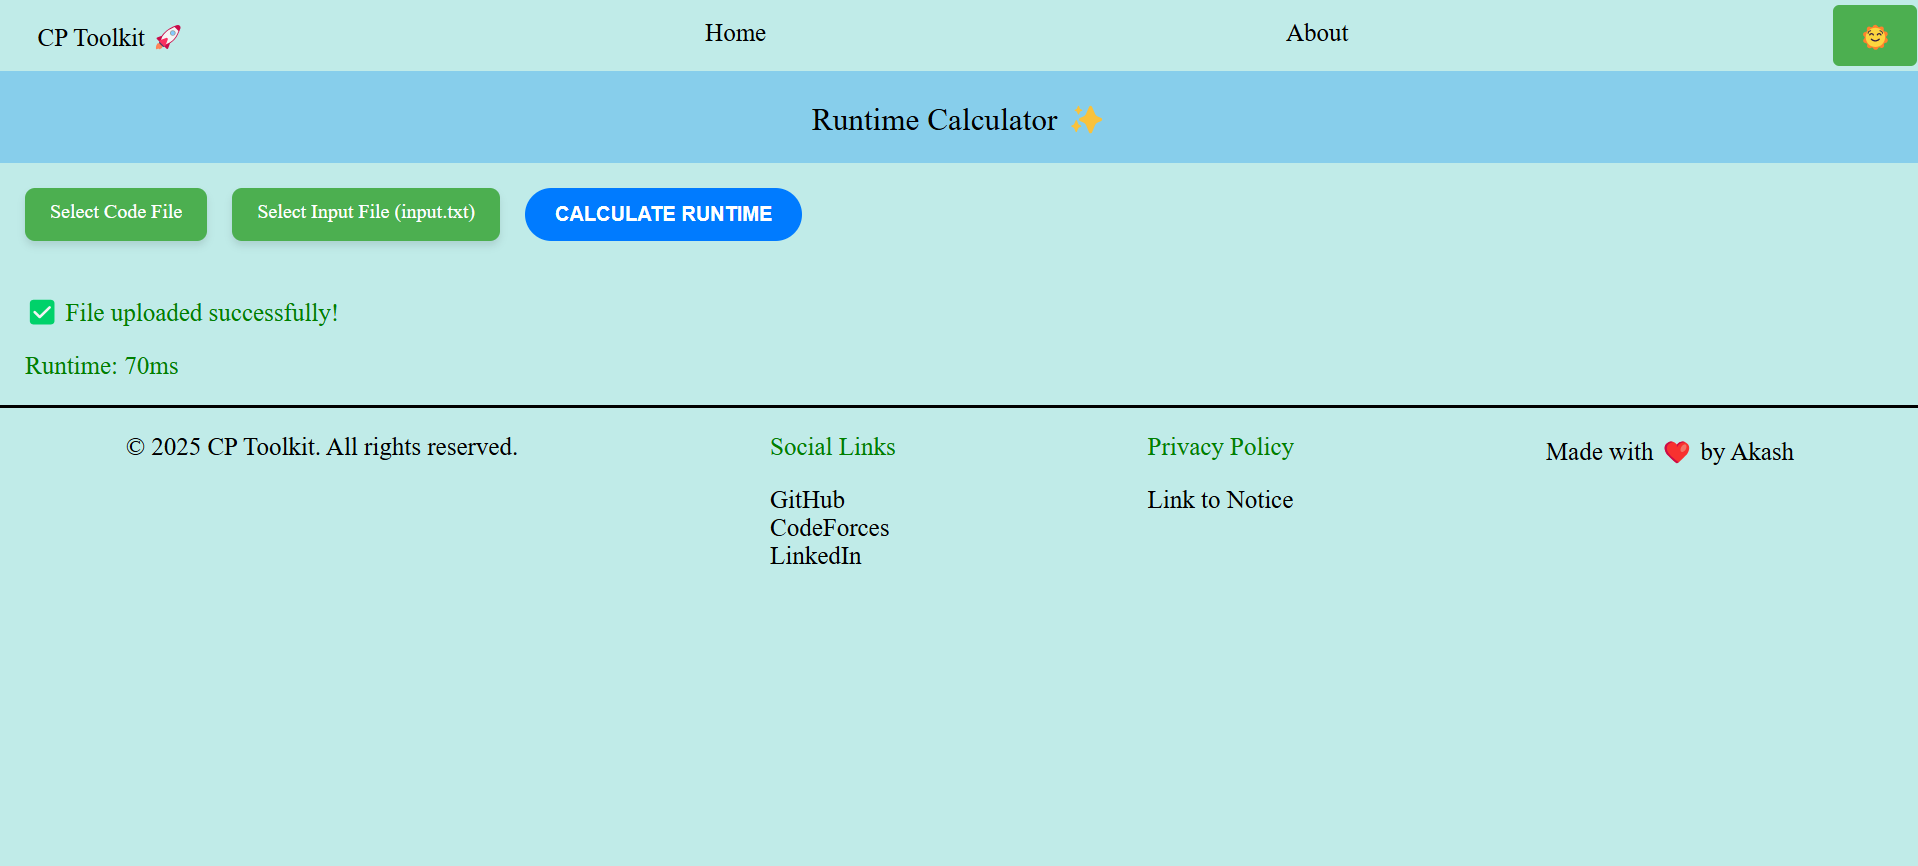 CP Toolkit 🚀 Home About 🌞
Runtime Calculator ✨
Select Code File Select Input File (input.txt) CALCULATE RUNTIME
✅ File uploaded successfully!
Runtime: 70ms
© 2025 CP Toolkit. All rights reserved.
Social Links
GitHub
CodeForces
LinkedIn
Privacy Policy
Link to Notice
Made with ❤️ by Akash